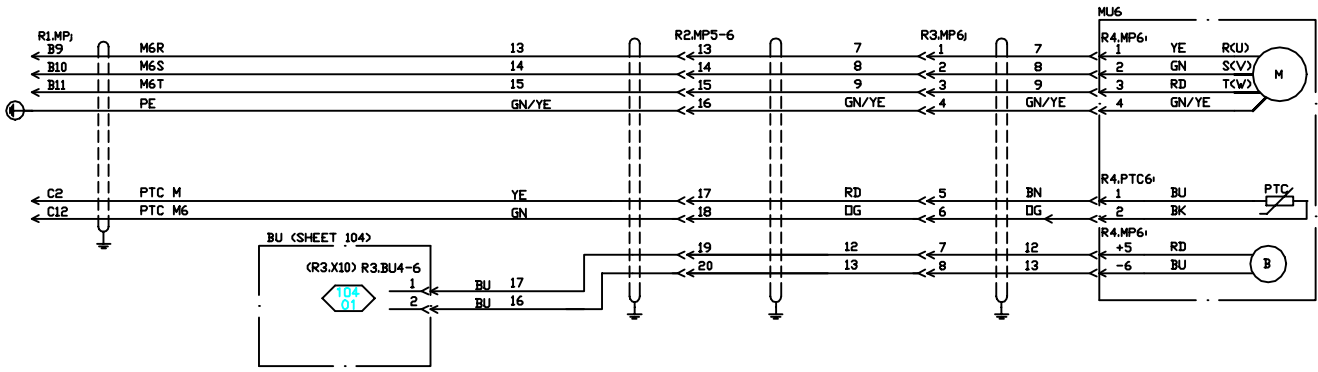 MU6
R1.MP R2.MP5-6 R3.MP6 R4.MP6
B9 M6R 13 13 7 1 7 1 YE R(U)
B10 M6S 14 14 8 2 8 2 GN S(V) M
B11 M6T 15 15 9 3 9 3 RD T(W)
PE GN/YE 16 GN/YE 4 GN/YE 4 GN/YE
R4.PTC6
C2 PTC M YE 17 RD 5 BN 1 BU PTC
C12 PTC M6 GN 18 OG 6 OG 2 BK
R4.MP6
BU (SHEET 104) 19 12 7 12 +5 RD
20 13 8 13 -6 BU B
(R3.X10) R3.BU4-6
104
01
1 BU 17
2 BU 16